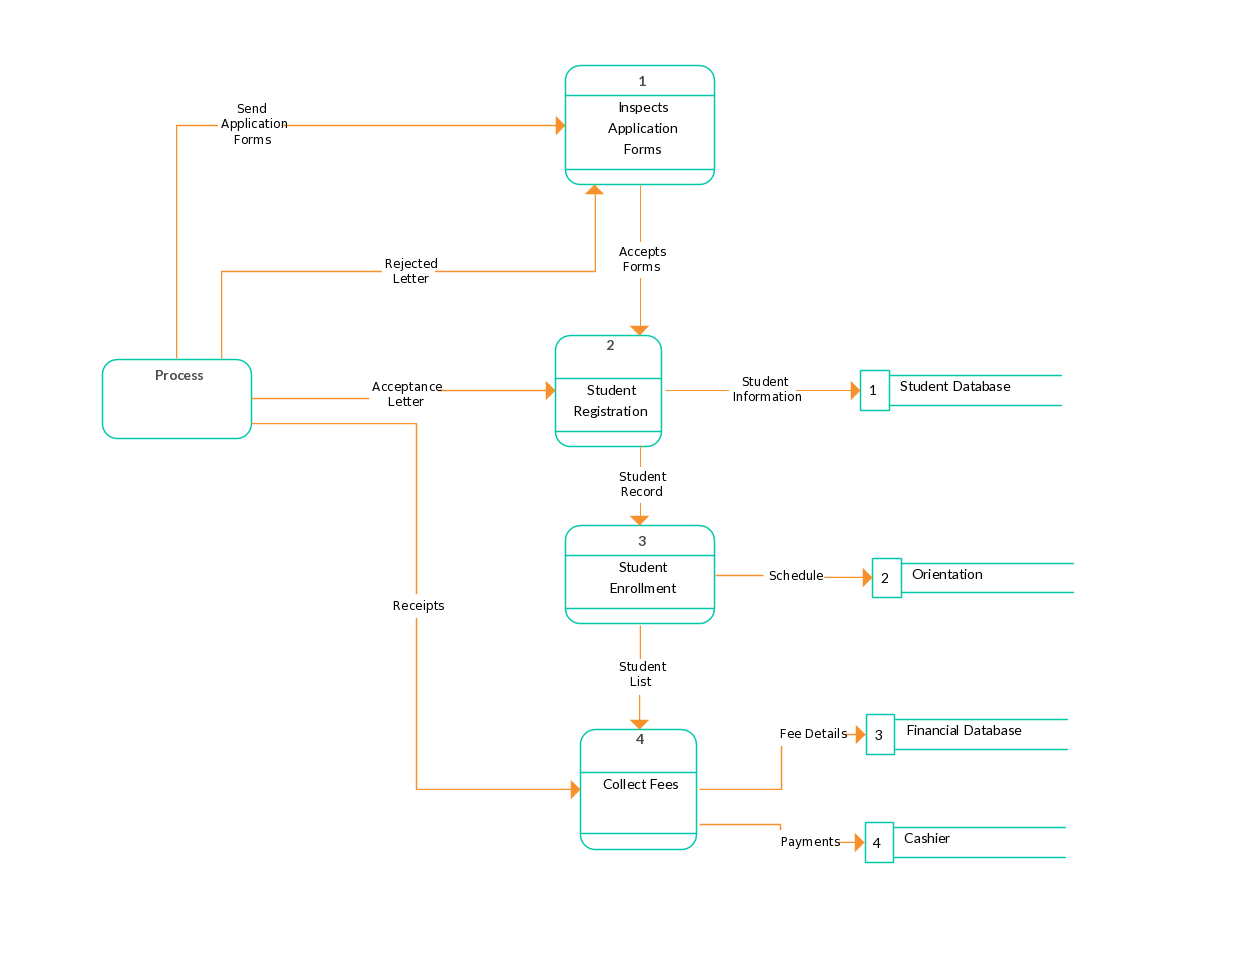 1
Inspects
Application
Forms
Send
Application
Forms
Accepts
Forms
Rejected
Letter
2
Student
Registration
Process
Acceptance
Letter
Student
Information
1
Student Database
Student
Record
3
Student
Enrollment
Schedule
2
Orientation
Receipts
Student
List
4
Collect Fees
Fee Details
3
Financial Database
Payments
4
Cashier